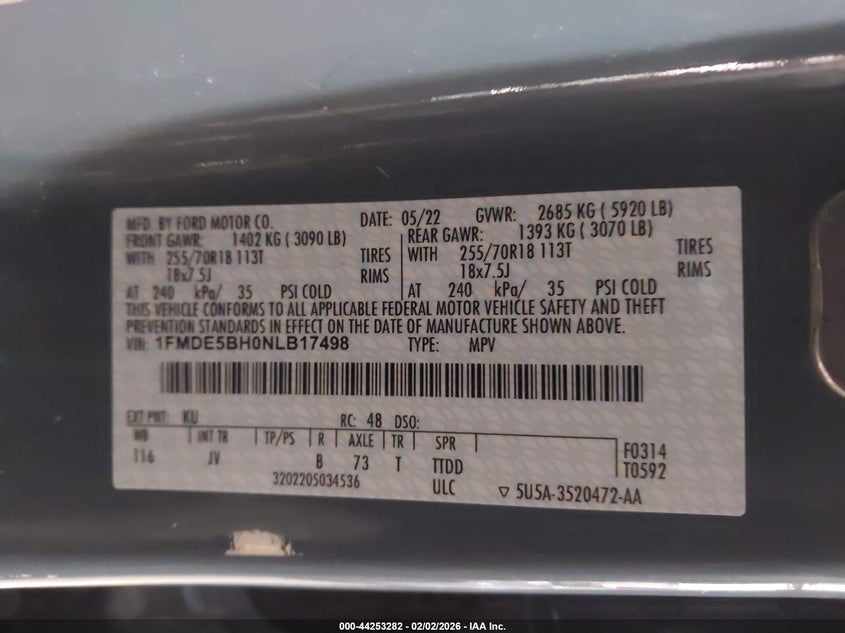 MFD. BY FORD MOTOR CO. DATE: 05/22 GVWR: 2685 KG ( 5920 LB)
FRONT GAWR: 1402 KG ( 3090 LB) REAR GAWR: 1393 KG ( 3070 LB)
WITH 255/70R18 113T TIRES WITH 255/70R18 113T TIRES
18x7.5J RIMS 18x7.5J RIMS
AT 240 kPa/ 35 PSI COLD AT 240 kPa/ 35 PSI COLD
THIS VEHICLE CONFORMS TO ALL APPLICABLE FEDERAL MOTOR VEHICLE SAFETY AND THEFT
PREVENTION STANDARDS IN EFFECT ON THE DATE OF MANUFACTURE SHOWN ABOVE.
VIN: 1FMDE5BH0NLB17498 TYPE: MPV
EXT PNT: KU RC: 48 DSO:
WB INT TR TP/PS R AXLE TR SPR F0314
116 JV B 73 T TTDD T0592
3202205034536 ULC ▽ 5U5A-3520472-AA
000-44253282 - 02/02/2026 - IAA Inc.